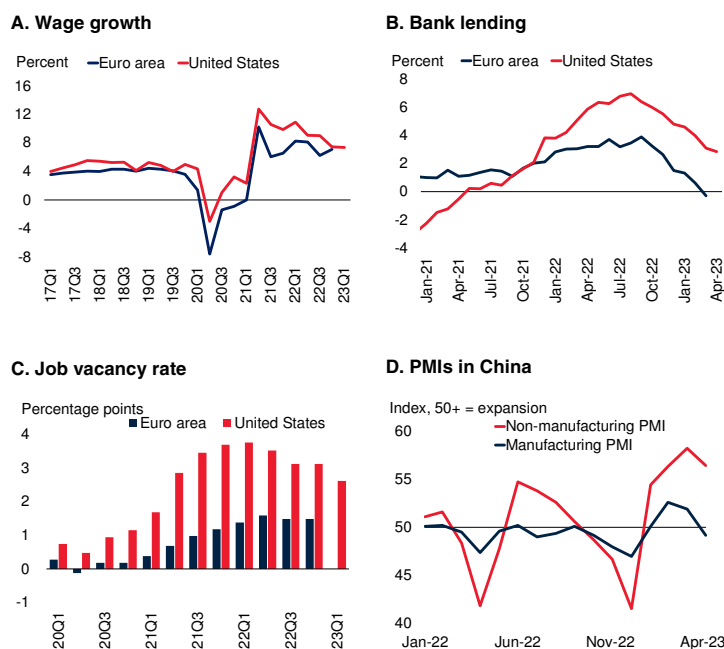 A. Wage growth
Percent
Euro area
United States
16
12
8
4
0
-4
-8
17Q1
17Q3
18Q1
18Q3
19Q1
19Q3
20Q1
20Q3
21Q1
21Q3
22Q1
22Q3
23Q1
B. Bank lending
Percent
Euro area
United States
8
6
4
2
0
-2
-4
Jan-21
Apr-21
Jul-21
Oct-21
Jan-22
Apr-22
Jul-22
Oct-22
Jan-23
Apr-23
C. Job vacancy rate
Percentage points
Euro area
United States
4
3
2
1
0
-1
20Q1
20Q3
21Q1
21Q3
22Q1
22Q3
23Q1
D. PMIs in China
Index, 50+ = expansion
Non-manufacturing PMI
Manufacturing PMI
60
55
50
45
40
Jan-22
Jun-22
Nov-22
Apr-23